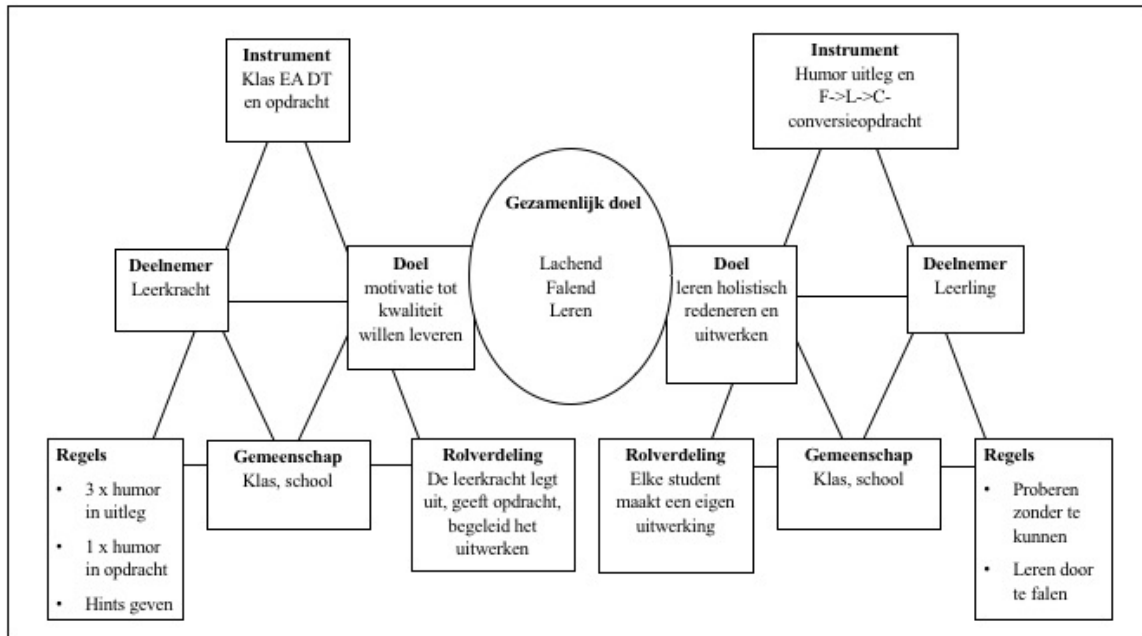 Instrument
Klas EA DT
en opdracht
Instrument
Humor uitleg en
F->L->C-
conversieopdracht
Gezamenlijk doel
Lachend
Falend
Leren
Deelnemer
Leerkracht
Doel
motivatie tot
kwaliteit
willen leveren
Doel
leren holistisch
redeneren en
uitwerken
Deelnemer
Leerling
Regels
• 3 x humor
in uitleg
• 1 x humor
in opdracht
• Hints geven
Gemeenschap
Klas, school
Rolverdeling
De leerkracht legt
uit, geeft opdracht,
begeleid het
uitwerken
Rolverdeling
Elke student
maakt een eigen
uitwerking
Gemeenschap
Klas, school
Regels
• Proberen
zonder te
kunnen
• Leren door
te falen